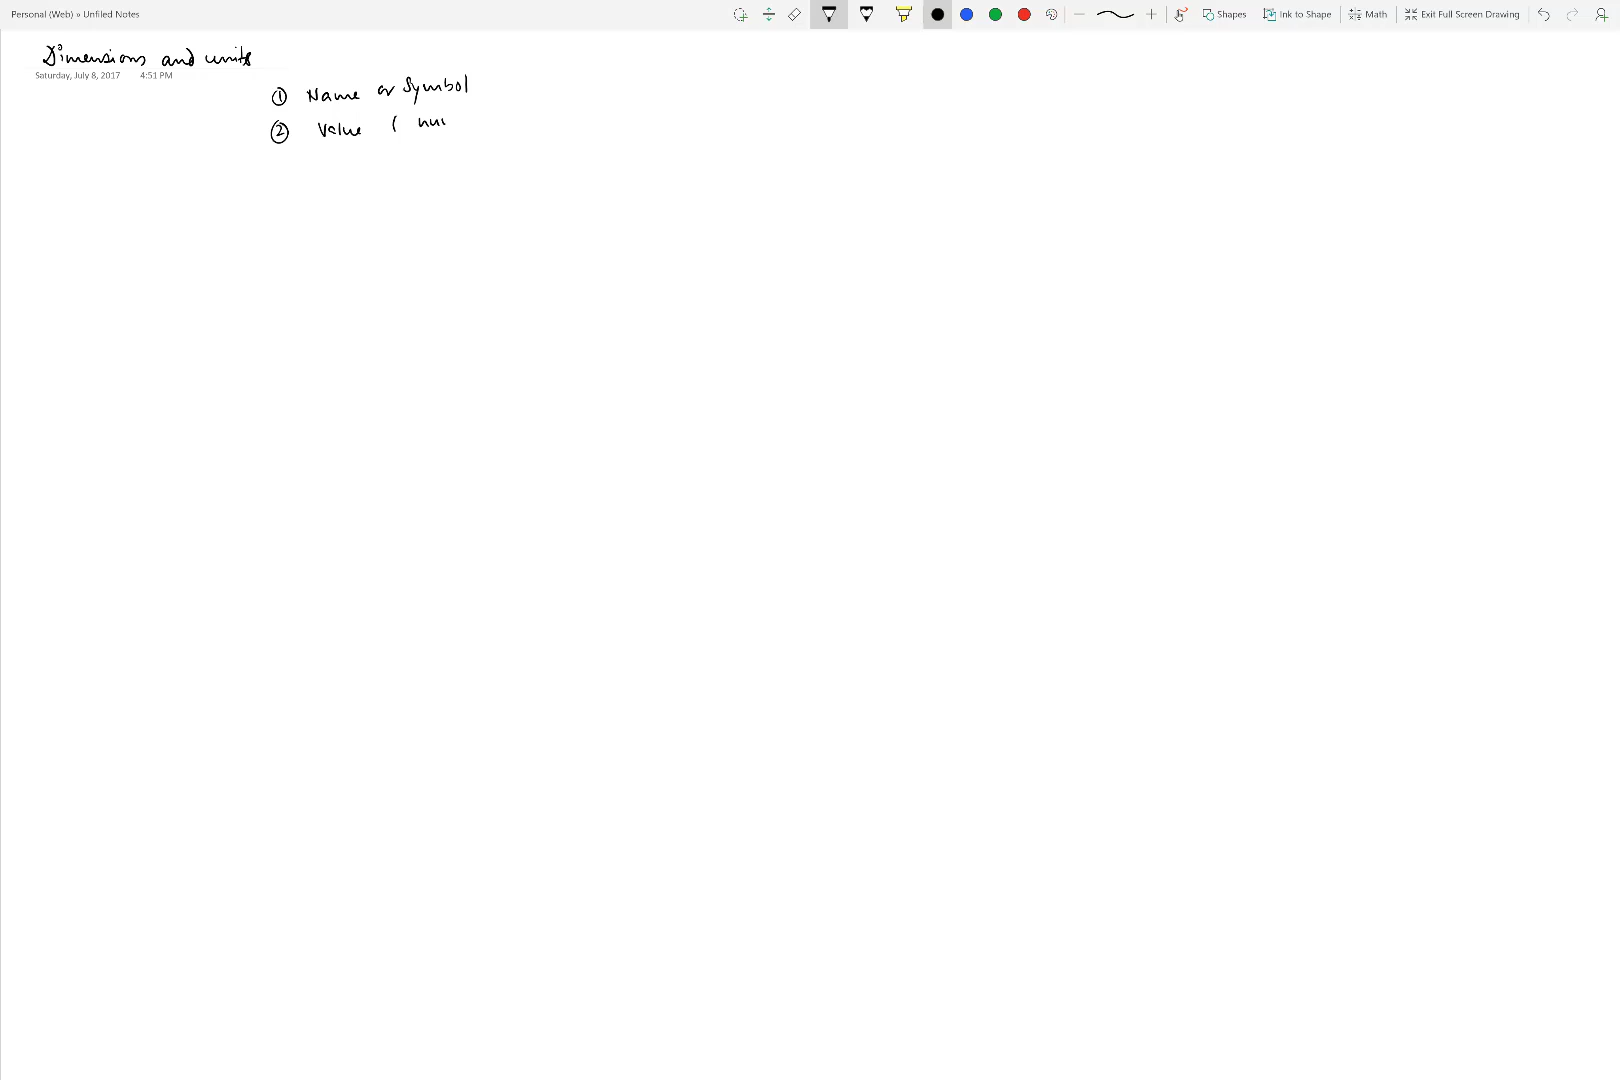 Personal (Web) » Unfiled Notes
Shapes Ink to Shape Math Exit Full Screen Drawing
Dimensions and units
Saturday, July 8, 2017 4:51 PM
① Name or Symbol
② Value (